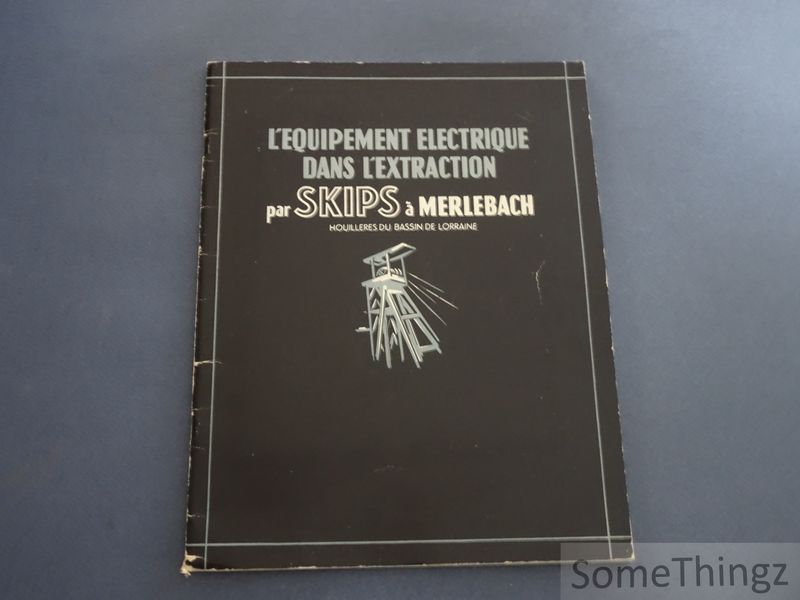 L'EQUIPEMENT ELECTRIQUE
DANS L'EXTRACTION
par SKIPS à MERLEBACH
HOUILLERES DU BASSIN DE LORRAINE
SomeThingz